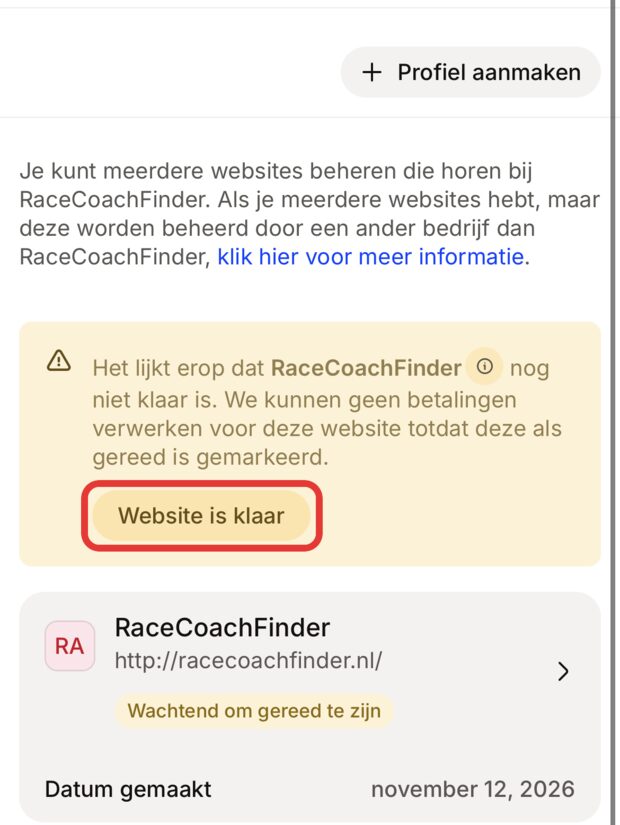 + Profiel aanmaken
Je kunt meerdere websites beheren die horen bij
RaceCoachFinder. Als je meerdere websites hebt, maar
deze worden beheerd door een ander bedrijf dan
RaceCoachFinder, klik hier voor meer informatie.
Het lijkt erop dat RaceCoachFinder nog
niet klaar is. We kunnen geen betalingen
verwerken voor deze website totdat deze als
gereed is gemarkeerd.
Website is klaar
RA
RaceCoachFinder
http://racecoachfinder.nl/
Wachtend om gereed te zijn
Datum gemaakt november 12, 2026